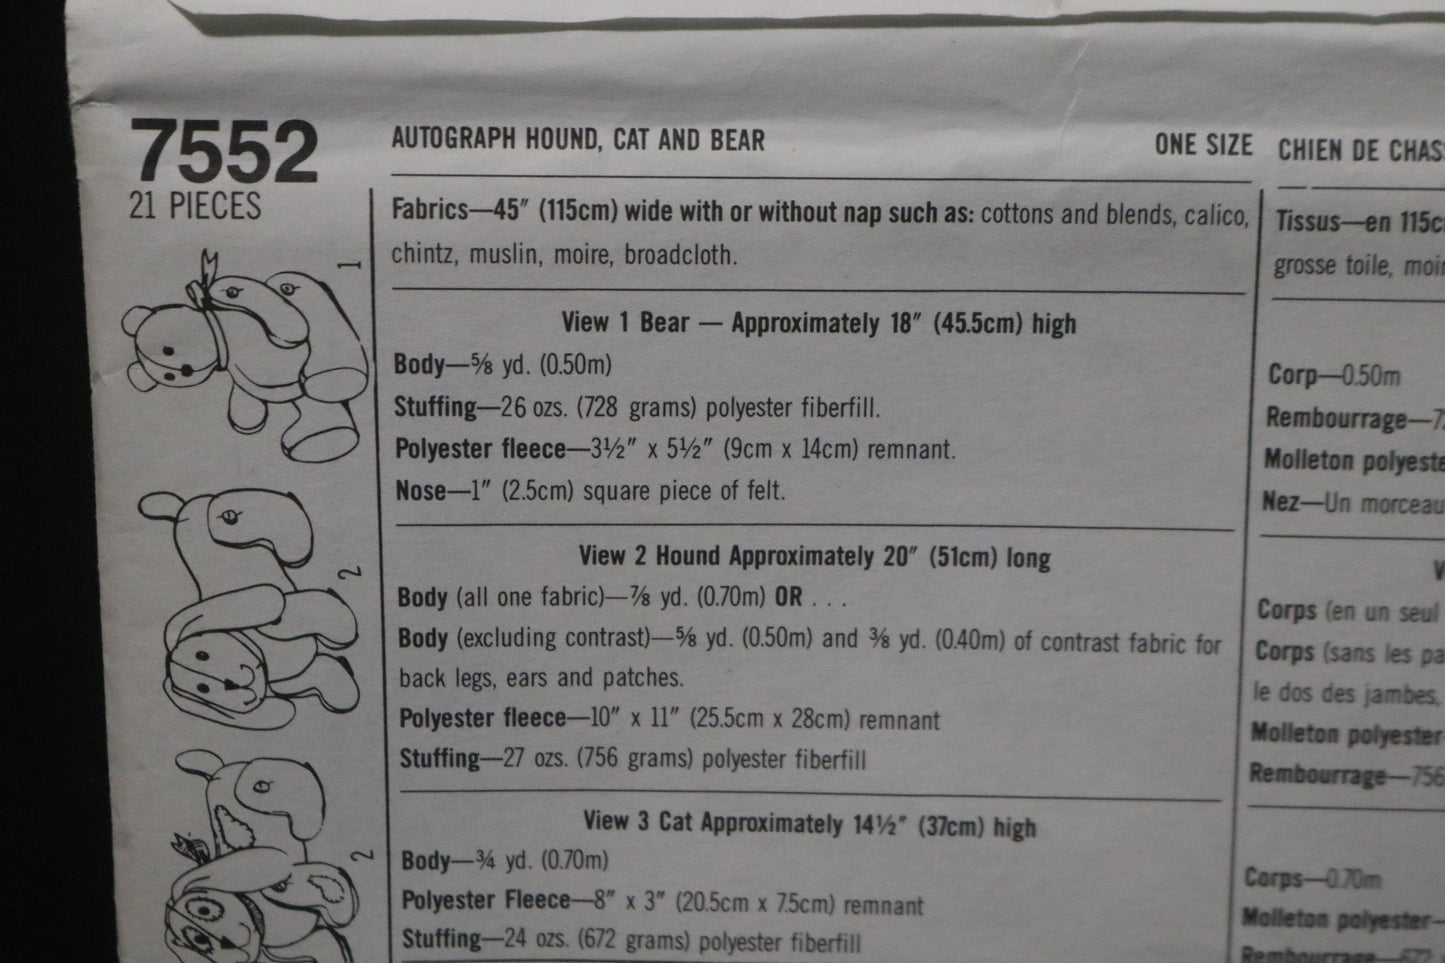 7552
21 PIECES
1
2
2
AUTOGRAPH HOUND, CAT AND BEAR ONE SIZE
Fabrics—45″ (115cm) wide with or without nap such as: cottons and blends, calico,
chintz, muslin, moire, broadcloth.
View 1 Bear — Approximately 18″ (45.5cm) high
Body—⅝ yd. (0.50m)
Stuffing—26 ozs. (728 grams) polyester fiberfill.
Polyester fleece—3½″ x 5½″ (9cm x 14cm) remnant.
Nose—1″ (2.5cm) square piece of felt.
View 2 Hound Approximately 20″ (51cm) long
Body (all one fabric)—⅞ yd. (0.70m) OR . . .
Body (excluding contrast)—⅝ yd. (0.50m) and ⅜ yd. (0.40m) of contrast fabric for
back legs, ears and patches.
Polyester fleece—10″ x 11″ (25.5cm x 28cm) remnant
Stuffing—27 ozs. (756 grams) polyester fiberfill
View 3 Cat Approximately 14½″ (37cm) high
Body—¾ yd. (0.70m)
Polyester Fleece—8″ x 3″ (20.5cm x 7.5cm) remnant
Stuffing—24 ozs. (672 grams) polyester fiberfill
CHIEN DE CHAS
Tissus—en 115c
grosse toile, moi
Corp—0.50m
Rembourrage—7
Molleton polyest
Nez—Un morceau
V
Corps (en un seul
Corps (sans les pa
le dos des jambes,
Molleton polyester
Rembourrage—756
Corps—0.70m
Molleton polyester—
Rembourrage—672